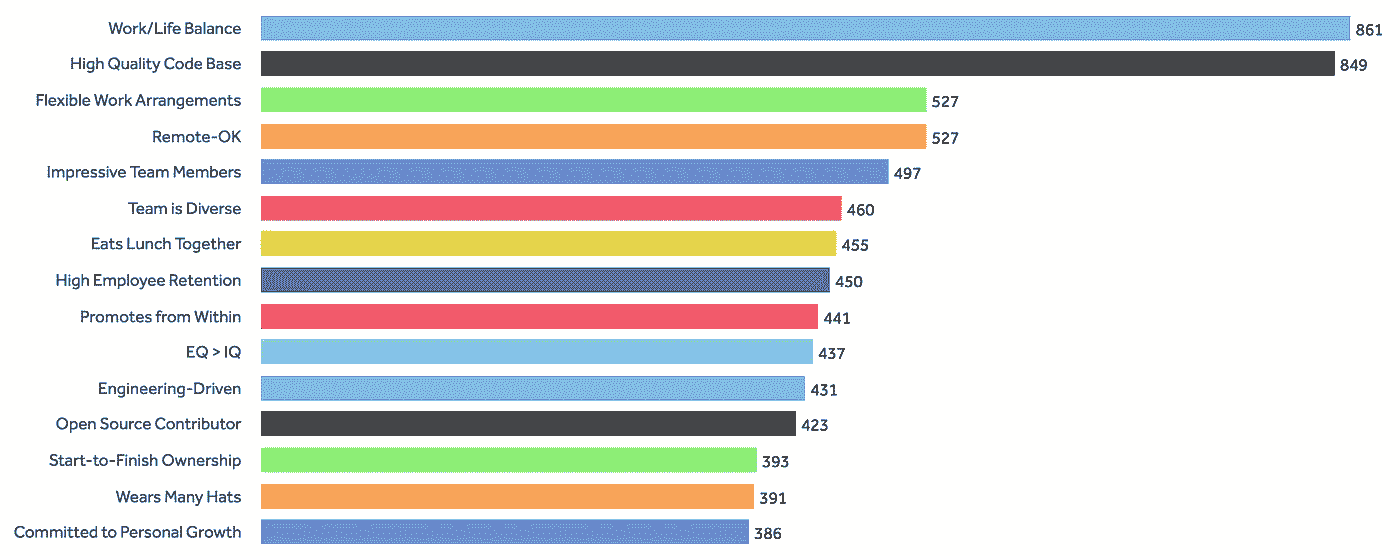 Work/Life Balance 861
High Quality Code Base 849
Flexible Work Arrangements 527
Remote-OK 527
Impressive Team Members 497
Team is Diverse 460
Eats Lunch Together 455
High Employee Retention 450
Promotes from Within 441
EQ > IQ 437
Engineering-Driven 431
Open Source Contributor 423
Start-to-Finish Ownership 393
Wears Many Hats 391
Committed to Personal Growth 386